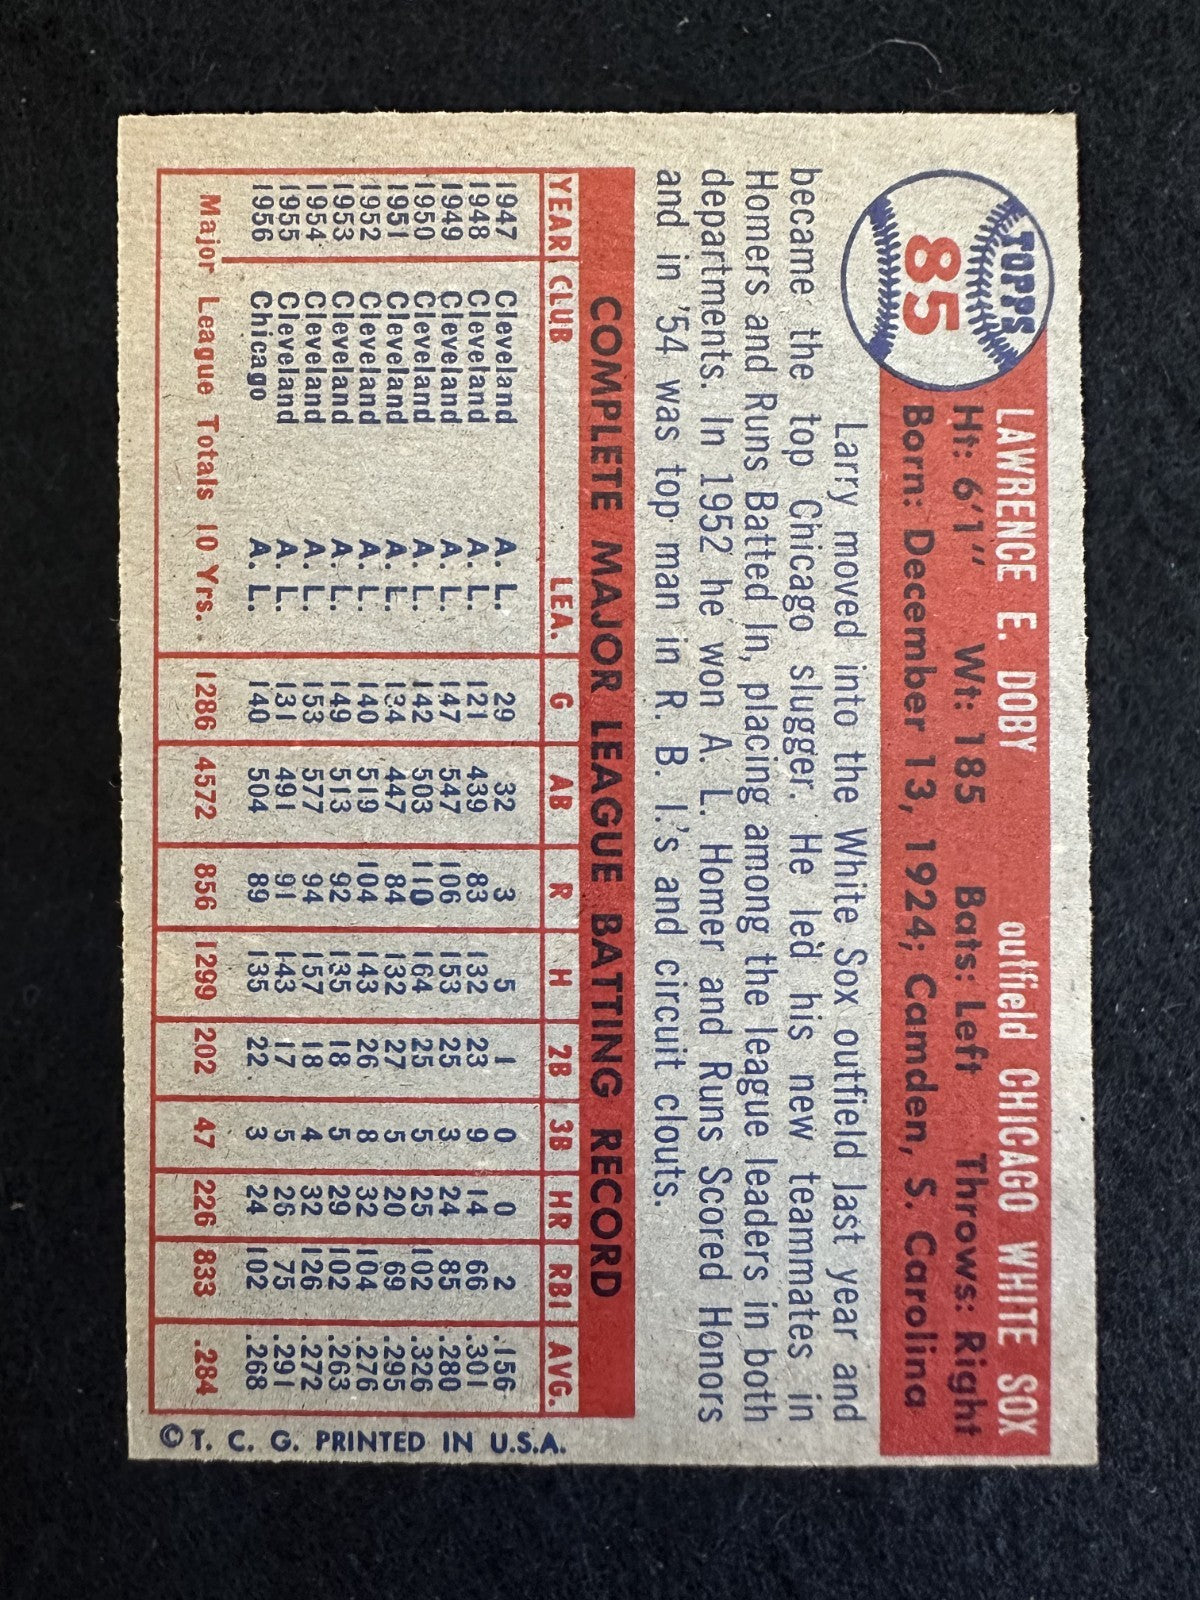 TOPPS
85
LAWRENCE E. DOBY outfield CHICAGO WHITE SOX
Ht: 6'1" Wt: 185 Bats: Left Throws: Right
Born: December 13, 1924; Camden, S. Carolina
Larry moved into the White Sox outfield last year and
became the top Chicago slugger. He led his new teammates in
Homers and Runs Batted In, placing among the league leaders in both
departments. In 1952 he won A. L. Homer and Runs Scored Honors
and in '54 was top man in R. B. I.'s and circuit clouts.
COMPLETE MAJOR LEAGUE BATTING RECORD
YEAR CLUB LEA. G AB R H 2B 3B HR RBI AVG.
1947 Cleveland A. L. 29 32 3 5 1 0 0 2 .156
1948 Cleveland A. L. 121 439 83 132 23 9 14 66 .301
1949 Cleveland A. L. 147 547 106 153 25 3 24 85 .280
1950 Cleveland A. L. 142 503 110 164 25 5 25 102 .326
1951 Cleveland A. L. 134 447 84 132 27 5 20 69 .295
1952 Cleveland A. L. 140 519 104 143 26 8 32 104 .276
1953 Cleveland A. L. 149 513 92 135 18 5 29 102 .263
1954 Cleveland A. L. 153 577 94 157 18 4 32 126 .272
1955 Cleveland A. L. 131 491 91 143 17 5 26 75 .291
1956 Chicago A. L. 140 504 89 135 22 3 24 102 .268
Major League Totals 10 Yrs. 1286 4572 856 1299 202 47 226 833 .284
© T. C. G. PRINTED IN U.S.A.